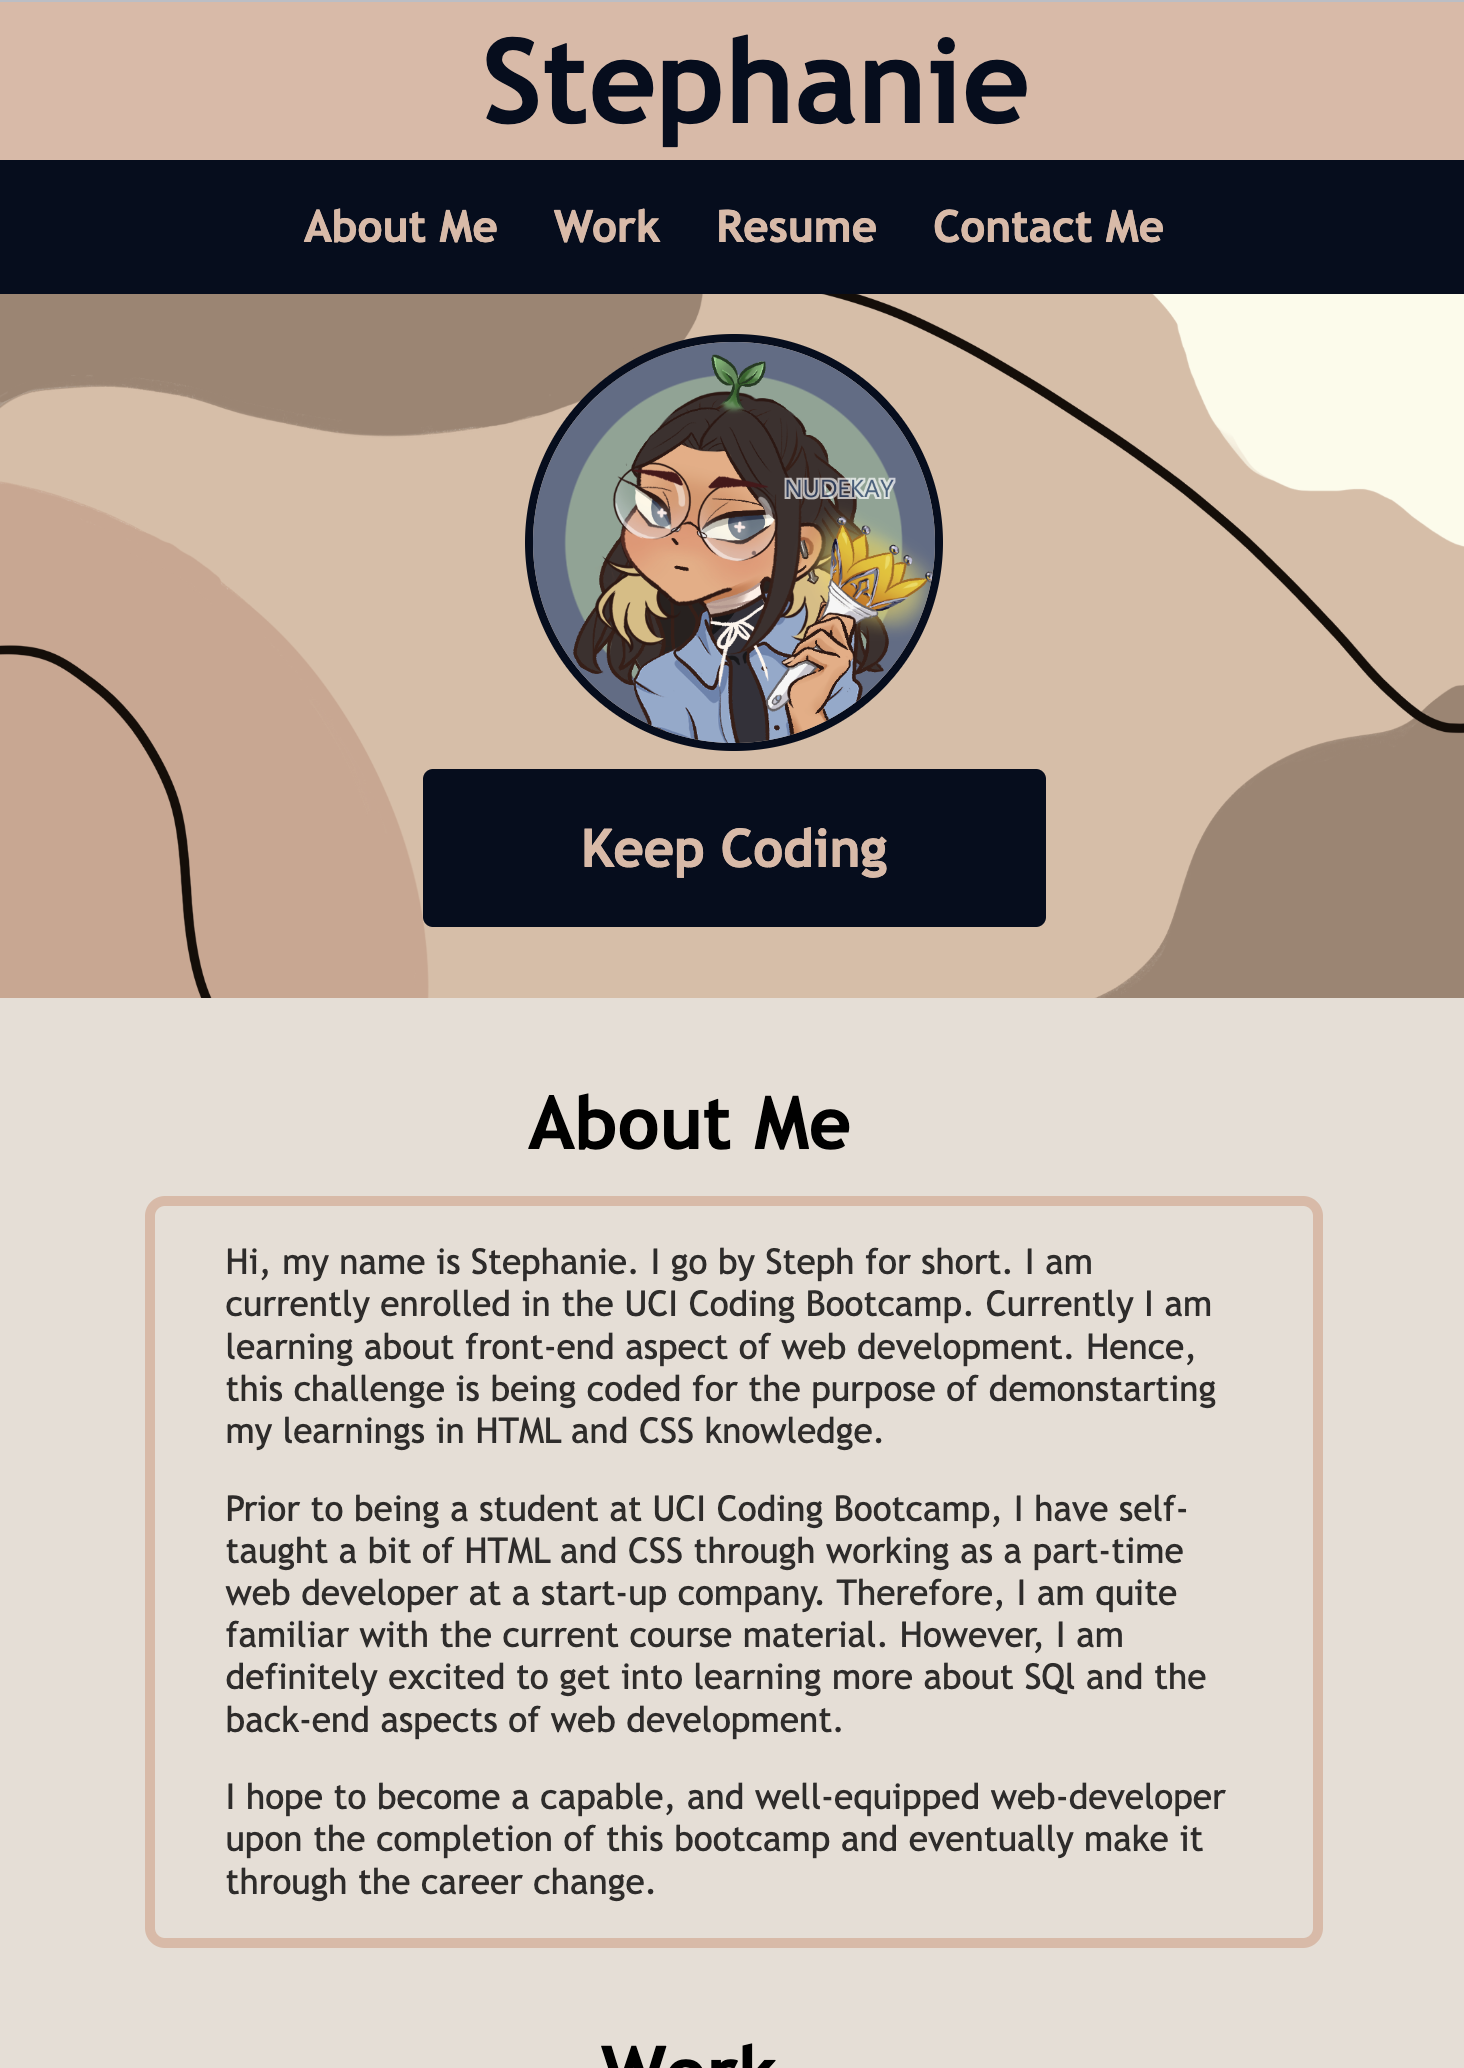 Stephanie
About Me Work Resume Contact Me
NUDEKAY
Keep Coding
About Me
Hi, my name is Stephanie. I go by Steph for short. I am
currently enrolled in the UCI Coding Bootcamp. Currently I am
learning about front-end aspect of web development. Hence,
this challenge is being coded for the purpose of demonstarting
my learnings in HTML and CSS knowledge.
Prior to being a student at UCI Coding Bootcamp, I have self-
taught a bit of HTML and CSS through working as a part-time
web developer at a start-up company. Therefore, I am quite
familiar with the current course material. However, I am
definitely excited to get into learning more about SQl and the
back-end aspects of web development.
I hope to become a capable, and well-equipped web-developer
upon the completion of this bootcamp and eventually make it
through the career change.
Work